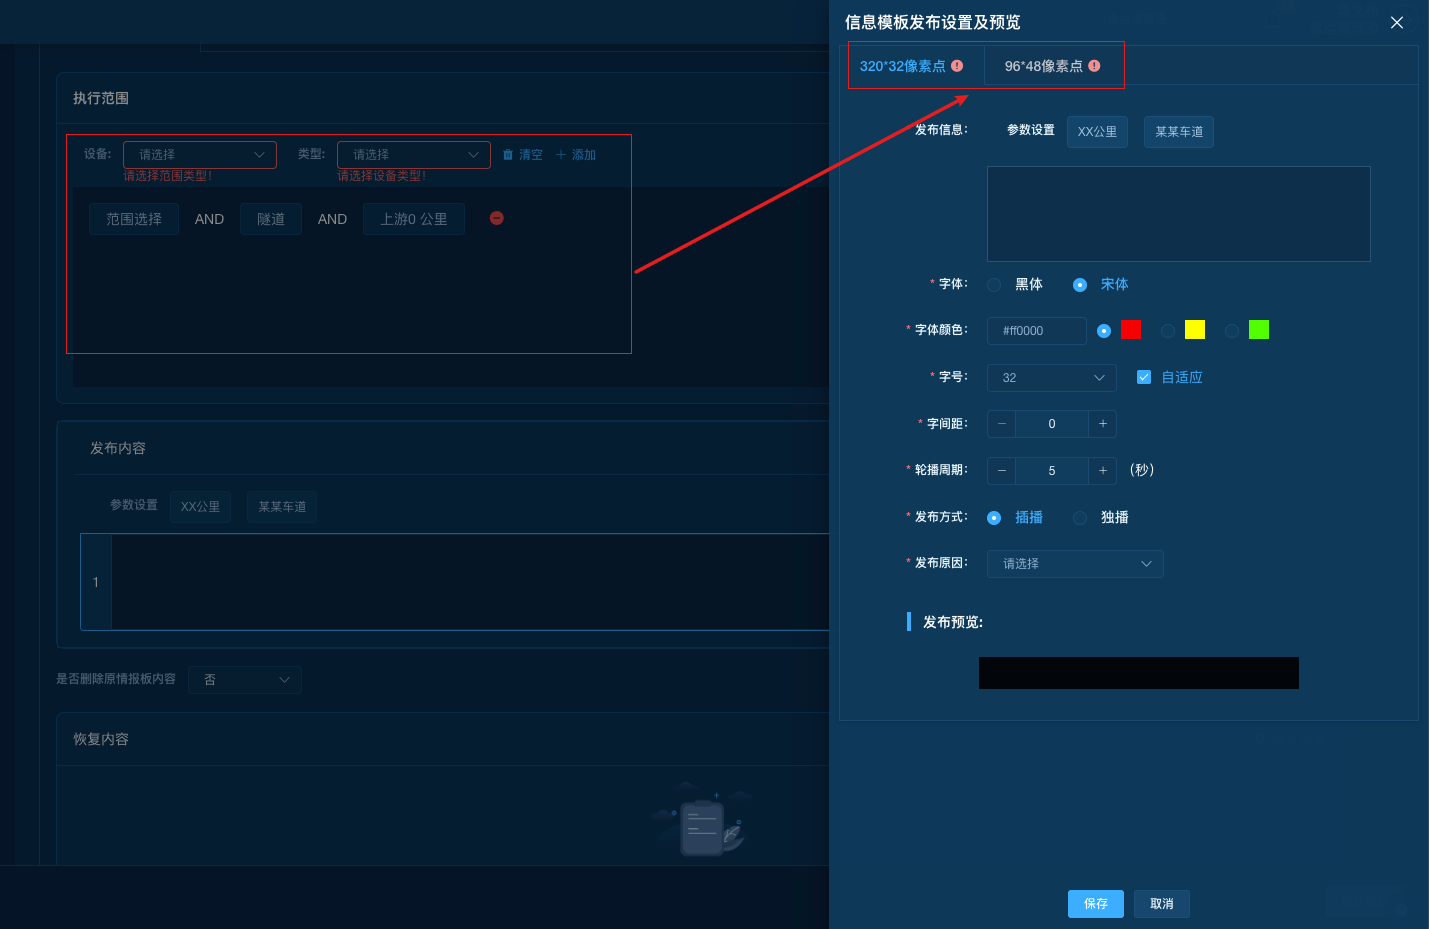 执行范围
设备: 请选择 类型: 请选择 清空 + 添加
请选择范围类型! 请选择设备类型!
范围选择 AND 隧道 AND 上游0 公里
发布内容
参数设置 XX公里 某某车道
1
是否删除原情报板内容 否
恢复内容
信息模板发布设置及预览
320*32像素点 96*48像素点
发布信息: 参数设置 XX公里 某某车道
* 字体: 黑体 宋体
* 字体颜色: #ff0000
* 字号: 32 自适应
* 字间距: − 0 +
* 轮播周期: − 5 + (秒)
* 发布方式: 插播 独播
* 发布原因: 请选择
发布预览:
保存 取消